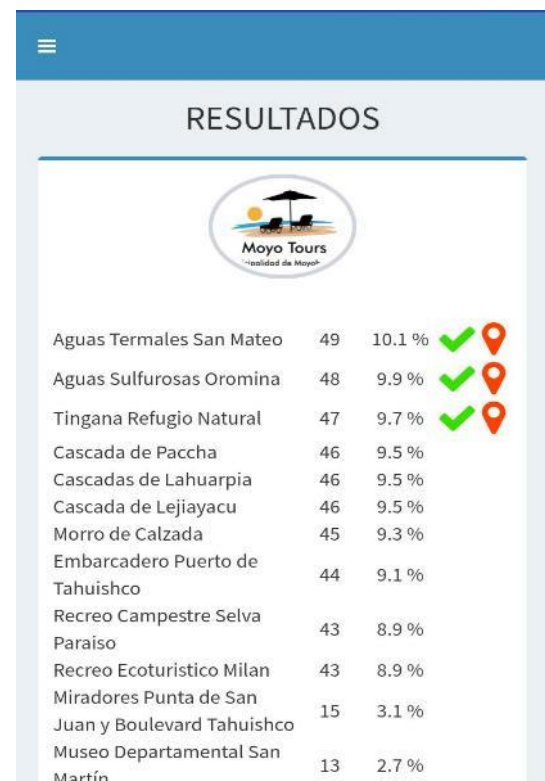 RESULTADOS
Moyo Tours
cipalidad de Moyob
Aguas Termales San Mateo 49 10.1 %
Aguas Sulfurosas Oromina 48 9.9 %
Tingana Refugio Natural 47 9.7 %
Cascada de Paccha 46 9.5 %
Cascadas de Lahuarpia 46 9.5 %
Cascada de Lejiayacu 46 9.5 %
Morro de Calzada 45 9.3 %
Embarcadero Puerto de
Tahuishco 44 9.1 %
Recreo Campestre Selva
Paraiso 43 8.9 %
Recreo Ecoturistico Milan 43 8.9 %
Miradores Punta de San
Juan y Boulevard Tahuishco 15 3.1 %
Museo Departamental San
Martín 13 2.7 %